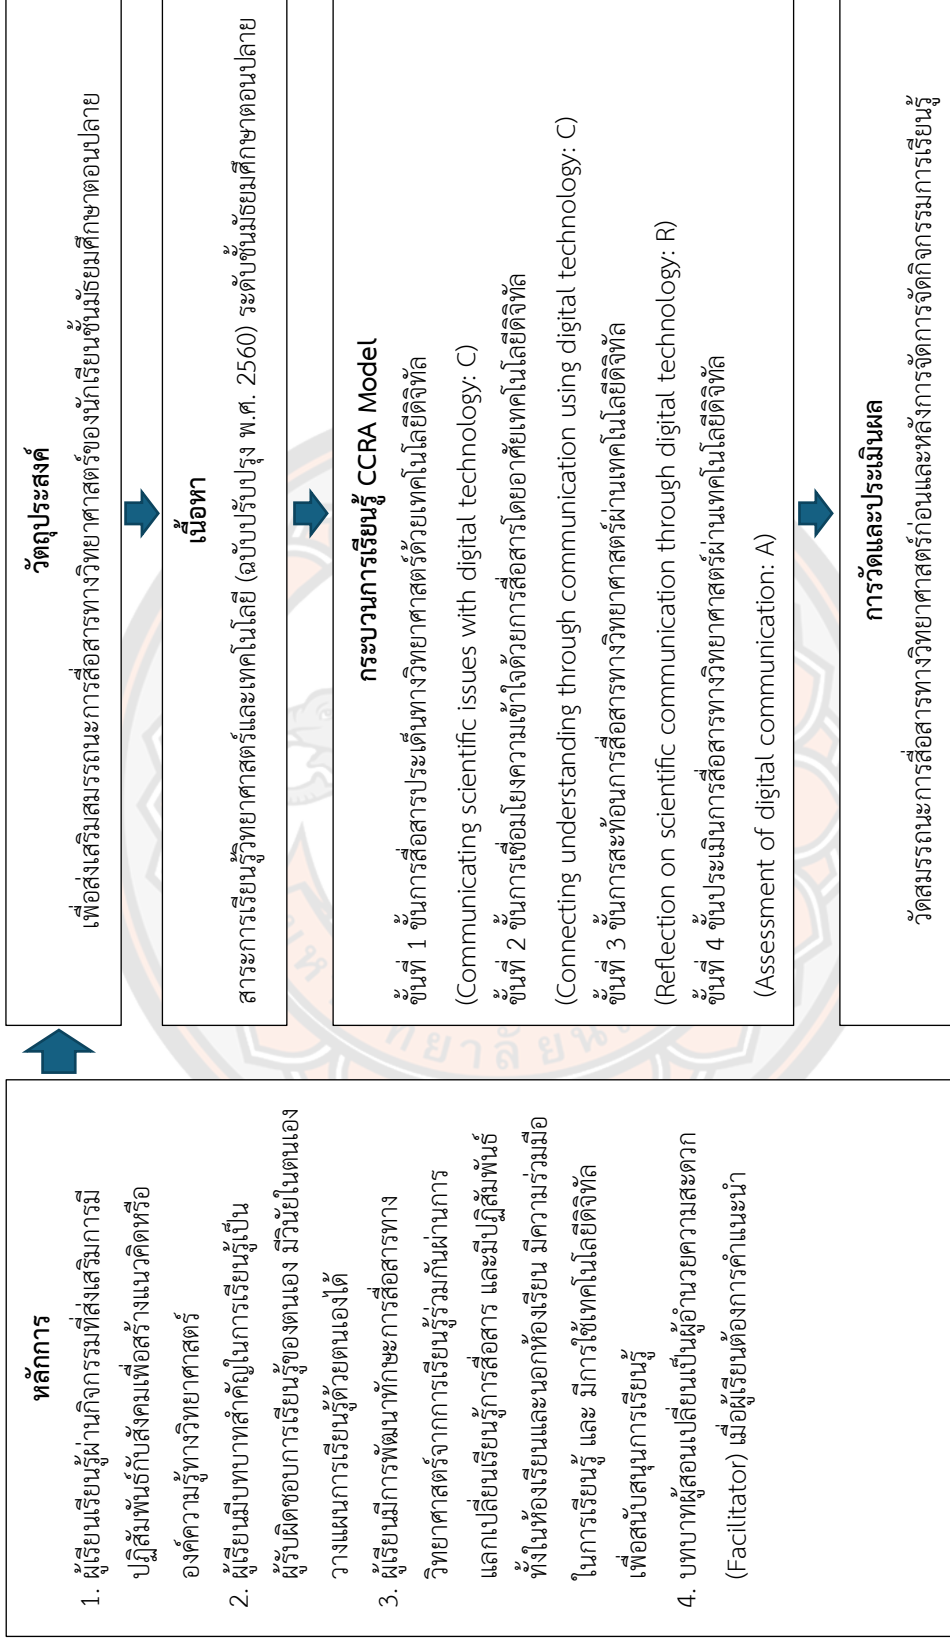 หลักการ
1. ผู้เรียนเรียนรู้ผ่านกิจกรรมที่ส่งเสริมการมี
ปฏิสัมพันธ์กับสังคมเพื่อสร้างแนวคิดหรือ
องค์ความรู้ทางวิทยาศาสตร์
2. ผู้เรียนมีบทบาทสำคัญในการเรียนรู้เป็น
ผู้รับผิดชอบการเรียนรู้ของตนเอง มีวินัยในตนเอง
วางแผนการเรียนรู้ด้วยตนเองได้
3. ผู้เรียนมีการพัฒนาทักษะการสื่อสารทาง
วิทยาศาสตร์จากการเรียนรู้ร่วมกันผ่านการ
แลกเปลี่ยนเรียนรู้การสื่อสาร และมีปฏิสัมพันธ์
ทั้งในห้องเรียนและนอกห้องเรียน มีความร่วมมือ
ในการเรียนรู้ และ มีการใช้เทคโนโลยีดิจิทัล
เพื่อสนับสนุนการเรียนรู้
4. บทบาทผู้สอนเปลี่ยนเป็นผู้อำนวยความสะดวก
(Facilitator) เมื่อผู้เรียนต้องการคำแนะนำ
วัตถุประสงค์
เพื่อส่งเสริมสมรรถนะการสื่อสารทางวิทยาศาสตร์ของนักเรียนชั้นมัธยมศึกษาตอนปลาย
เนื้อหา
สาระการเรียนรู้วิทยาศาสตร์และเทคโนโลยี (ฉบับปรับปรุง พ.ศ. 2560) ระดับชั้นมัธยมศึกษาตอนปลาย
กระบวนการเรียนรู้ CCRA Model
ขั้นที่ 1 ขั้นการสื่อสารประเด็นทางวิทยาศาสตร์ด้วยเทคโนโลยีดิจิทัล
(Communicating scientific issues with digital technology: C)
ขั้นที่ 2 ขั้นการเชื่อมโยงความเข้าใจด้วยการสื่อสารโดยอาศัยเทคโนโลยีดิจิทัล
(Connecting understanding through communication using digital technology: C)
ขั้นที่ 3 ขั้นการสะท้อนการสื่อสารทางวิทยาศาสตร์ผ่านเทคโนโลยีดิจิทัล
(Reflection on scientific communication through digital technology: R)
ขั้นที่ 4 ขั้นประเมินการสื่อสารทางวิทยาศาสตร์ผ่านเทคโนโลยีดิจิทัล
(Assessment of digital communication: A)
การวัดและประเมินผล
วัดสมรรถนะการสื่อสารทางวิทยาศาสตร์ก่อนและหลังการจัดการจัดกิจกรรมการเรียนรู้